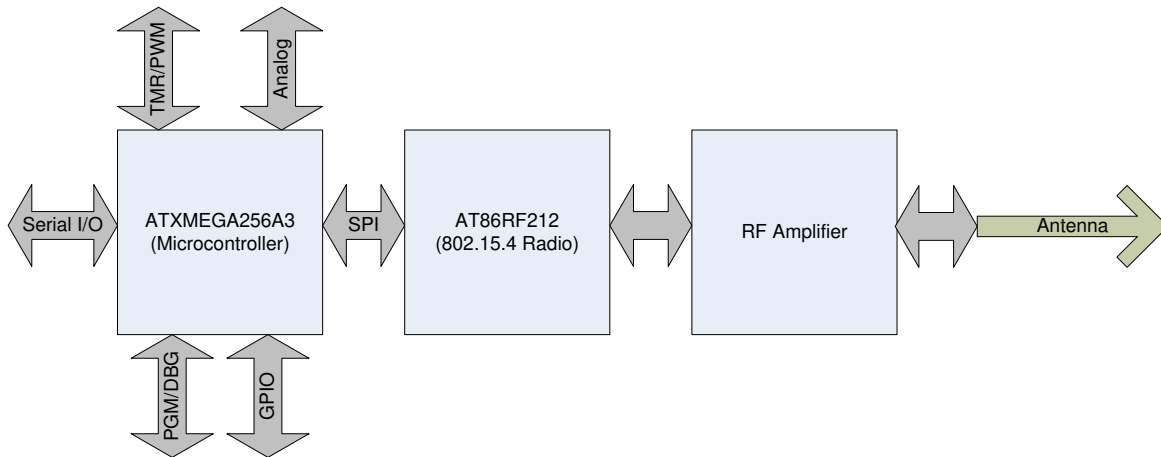 TMR/PWM
Analog
Serial I/O
ATXMEGA256A3
(Microcontroller)
SPI
AT86RF212
(802.15.4 Radio)
RF Amplifier
Antenna
PGM/DBG
GPIO